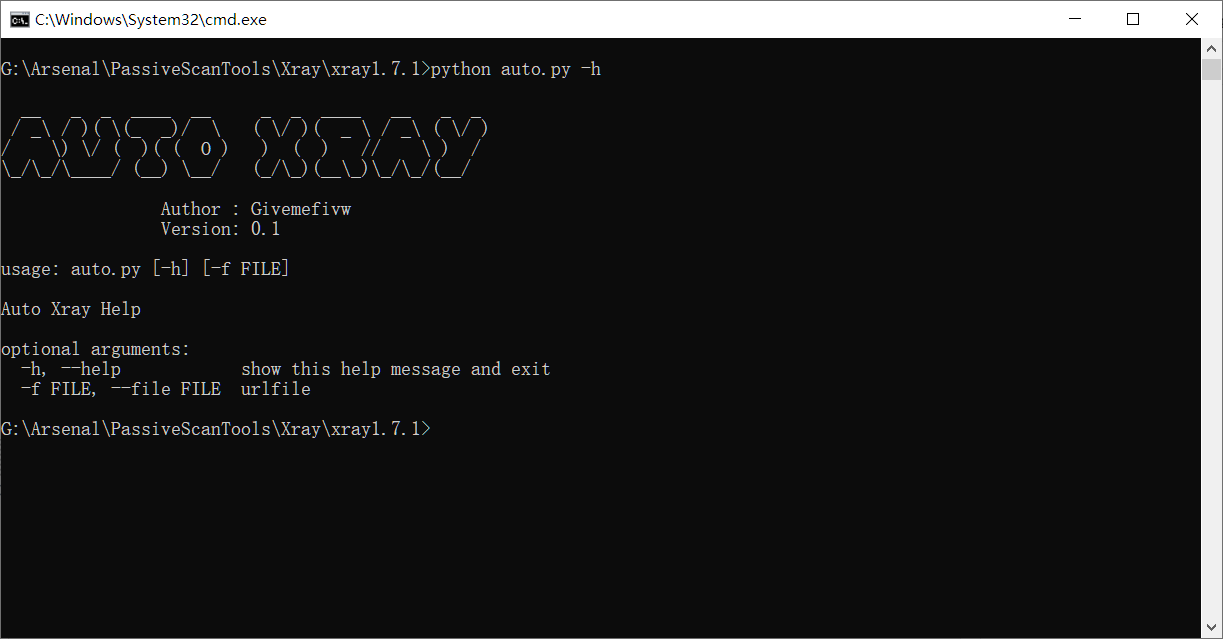 C:\Windows\System32\cmd.exe
G:\Arsenal\PassiveScanTools\Xray\xray1.7.1>python auto.py -h
AUTO XRAY
Author : Givemefivw
Version: 0.1
usage: auto.py [-h] [-f FILE]
Auto Xray Help
optional arguments:
-h, --help show this help message and exit
-f FILE, --file FILE urlfile
G:\Arsenal\PassiveScanTools\Xray\xray1.7.1>